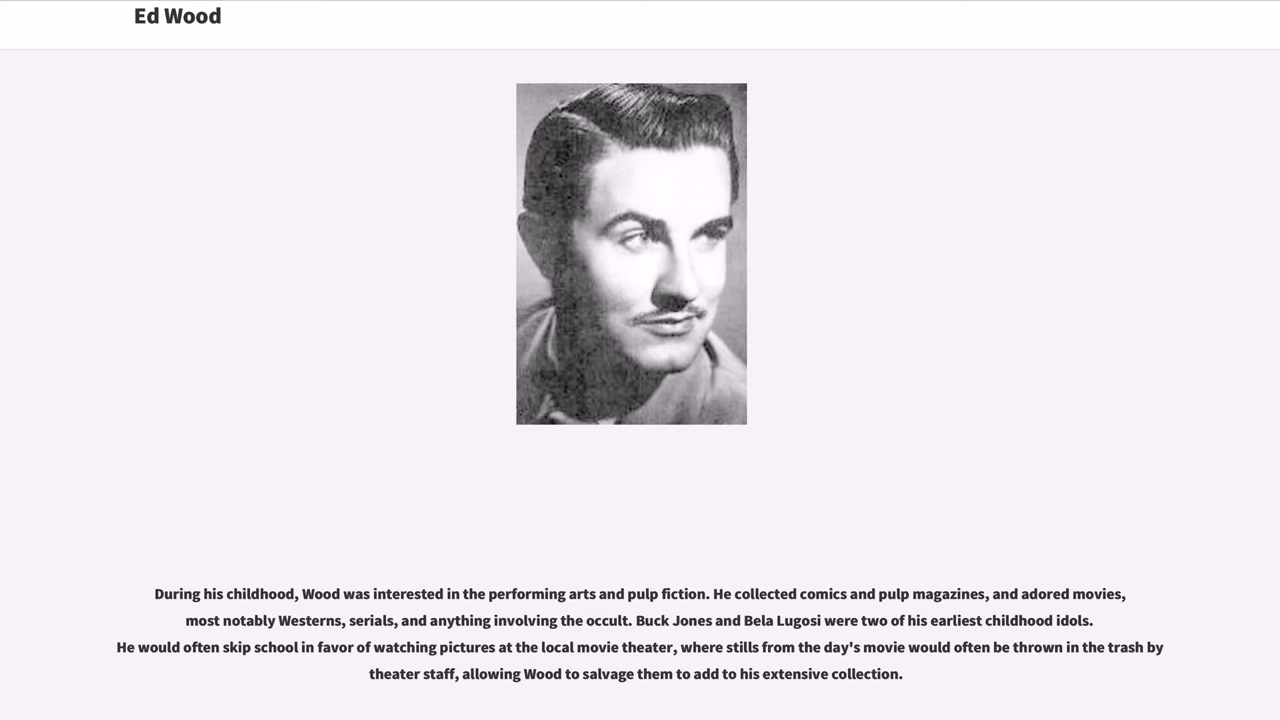 Ed Wood
During his childhood, Wood was interested in the performing arts and pulp fiction. He collected comics and pulp magazines, and adored movies,
most notably Westerns, serials, and anything involving the occult. Buck Jones and Bela Lugosi were two of his earliest childhood idols.
He would often skip school in favor of watching pictures at the local movie theater, where stills from the day's movie would often be thrown in the trash by
theater staff, allowing Wood to salvage them to add to his extensive collection.